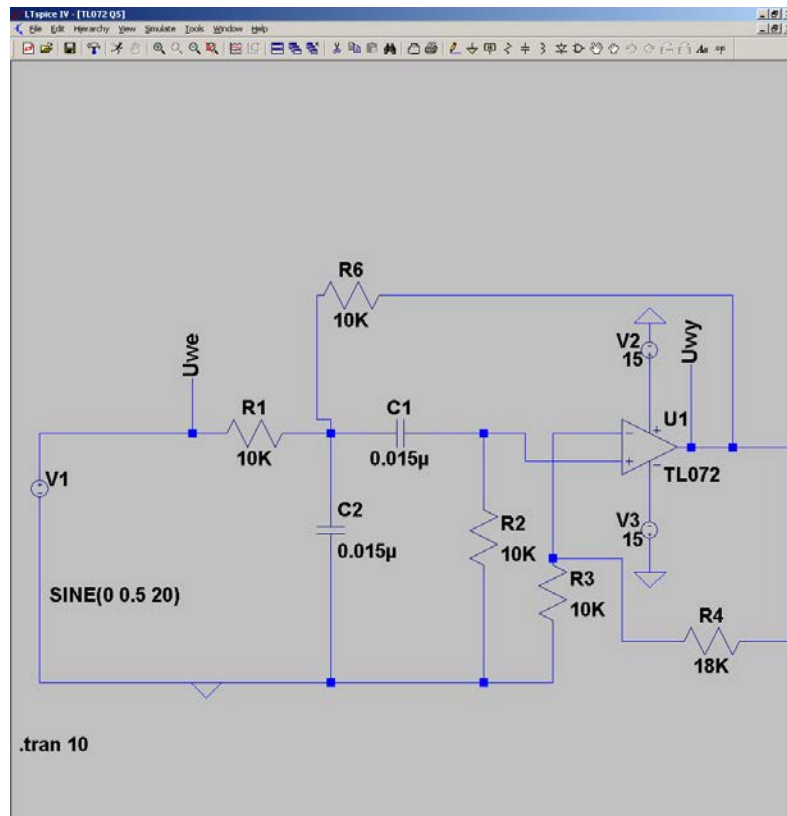 LTspice IV - [TL072 Q5]
File Edit Hierarchy View Simulate Tools Window Help
R6
10K
Uwe
V2
15
Uwy
R1
10K
C1
0.015µ
U1
TL072
V1
C2
0.015µ
R2
10K
V3
15
R3
10K
SINE(0 0.5 20)
R4
18K
.tran 10